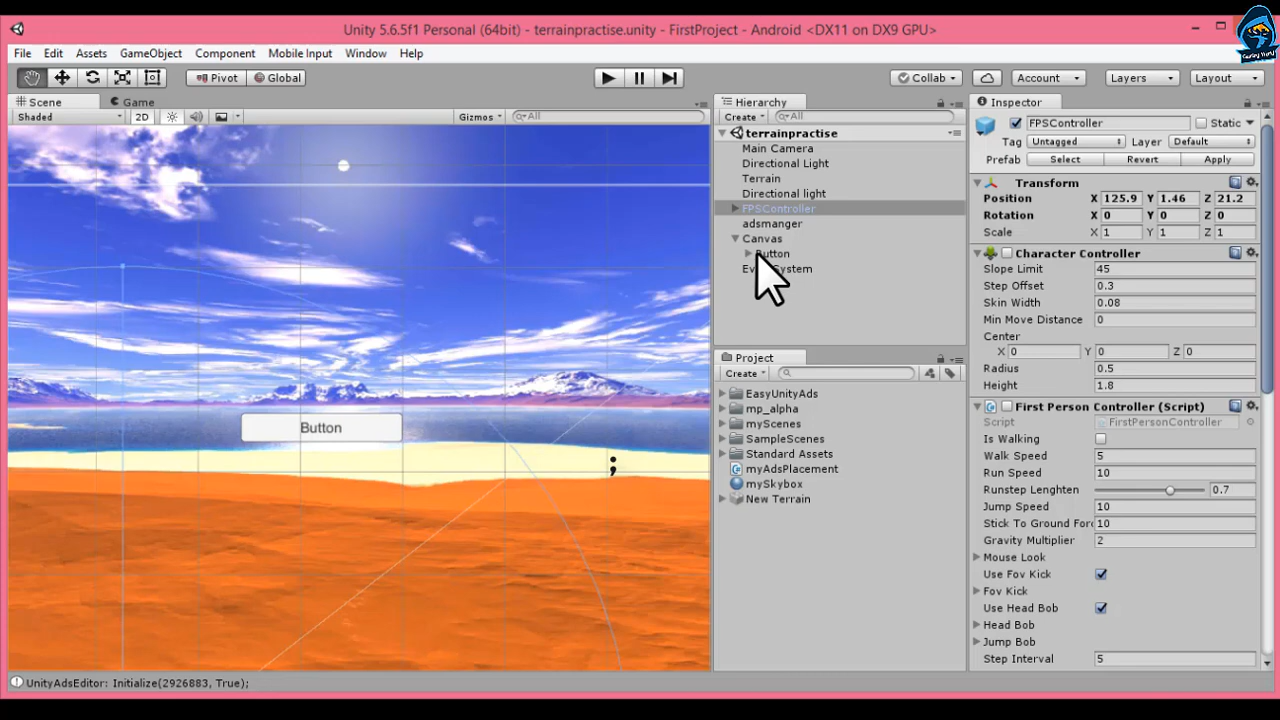 Unity 5.6.5f1 Personal (64bit) - terrainpractise.unity - FirstProject - Android <DX11 on DX9 GPU>
File Edit Assets GameObject Component Mobile Input Window Help
Pivot Global Collab Account Layers Layout
Scene Game
Shaded 2D Gizmos All
Button
Hierarchy
Create All
terrainpractise
Main Camera
Directional Light
Terrain
Directional light
FPSController
adsmanger
Canvas
Button
Project
Create
EasyUnityAds
mp_alpha
myScenes
SampleScenes
Standard Assets
myAdsPlacement
mySkybox
New Terrain
Inspector
FPSController Static
Tag Untagged Layer Default
Prefab Select Revert Apply
Transform
Position X 125.9 Y 1.46 Z 21.2
Rotation X 0 Y 0 Z 0
Scale X 1 Y 1 Z 1
Character Controller
Slope Limit 45
Step Offset 0.3
Skin Width 0.08
Min Move Distance 0
Center
X 0 Y 0 Z 0
Radius 0.5
Height 1.8
First Person Controller (Script)
Script FirstPersonController
Is Walking
Walk Speed 5
Run Speed 10
Runstep Lenghten 0.7
Jump Speed 10
Stick To Ground Forc 10
Gravity Multiplier 2
Mouse Look
Use Fov Kick
Fov Kick
Use Head Bob
Head Bob
Jump Bob
Step Interval 5
UnityAdsEditor: Initialize(2926883, True);